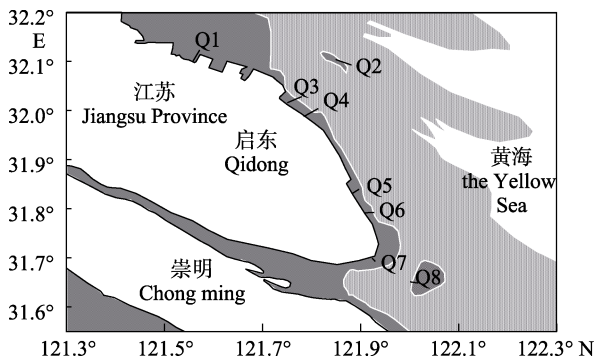 32.2°
E
32.1°
32.0°
31.9°
31.8°
31.7°
31.6°
Q1
Q2
Q3
Q4
江苏
Jiangsu Province
启东
Qidong
黄海
the Yellow
Sea
Q5
Q6
Q7
Q8
崇明
Chong ming
121.3° 121.5° 121.7° 121.9° 122.1° 122.3° N